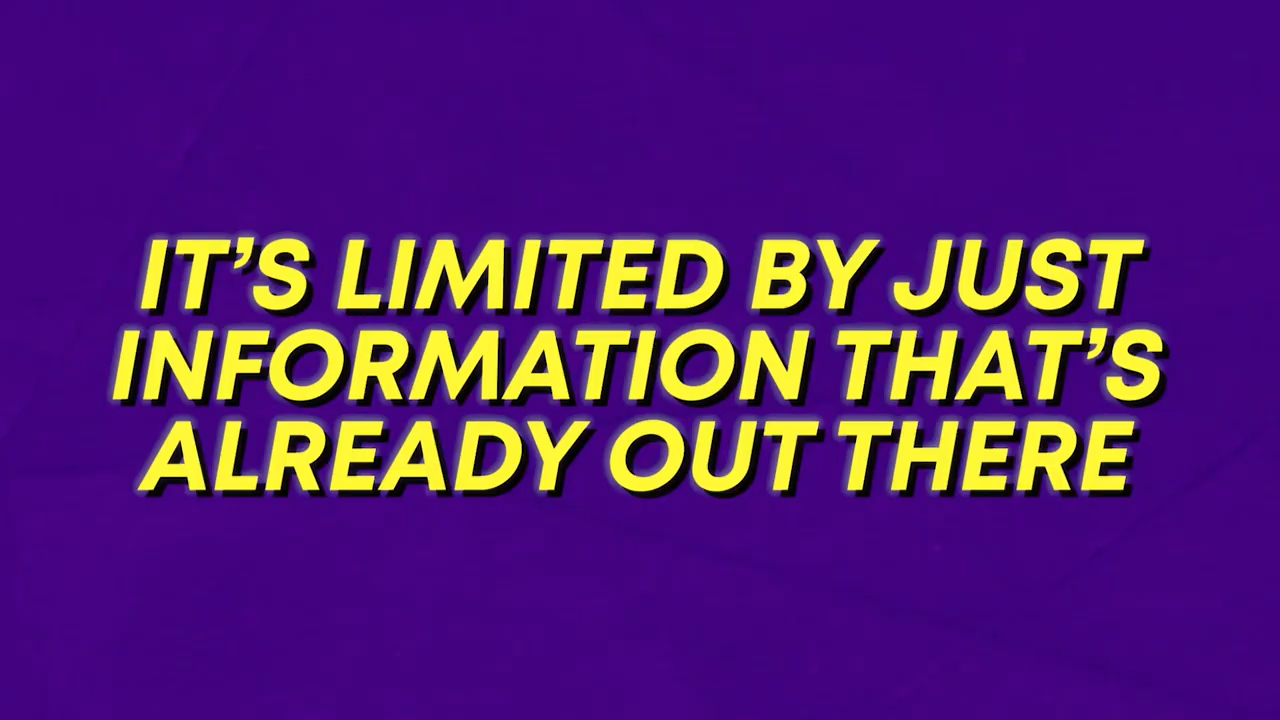 IT’S LIMITED BY JUST
INFORMATION THAT’S
ALREADY OUT THERE